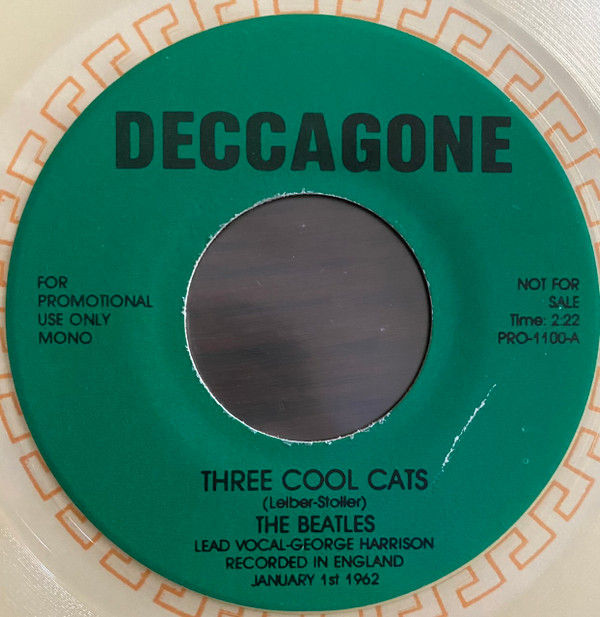 DECCAGONE
FOR
PROMOTIONAL
USE ONLY
MONO
NOT FOR
SALE
Time: 2:22
PRO-1100-A
THREE COOL CATS
(Leiber-Stoller)
THE BEATLES
LEAD VOCAL-GEORGE HARRISON
RECORDED IN ENGLAND
JANUARY 1st 1962